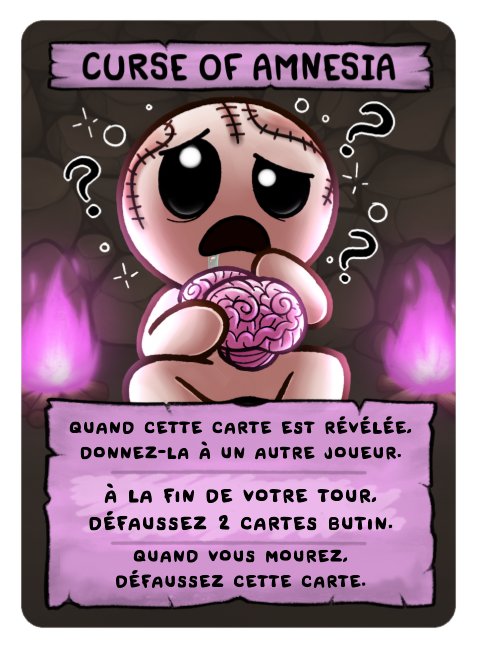 CURSE OF AMNESIA
?
?
?
QUAND CETTE CARTE EST RÉVÉLÉE,
DONNEZ-LA À UN AUTRE JOUEUR.
À LA FIN DE VOTRE TOUR,
DÉFAUSSEZ 2 CARTES BUTIN.
QUAND VOUS MOUREZ,
DÉFAUSSEZ CETTE CARTE.